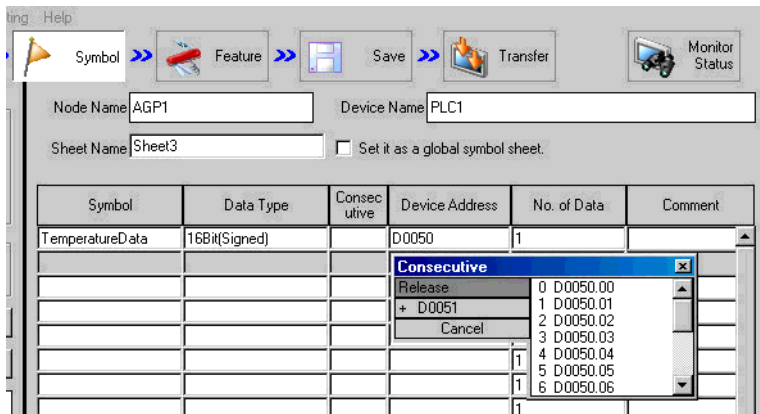 ting Help
Symbol Feature Save Transfer Monitor Status
Node Name AGP1 Device Name PLC1
Sheet Name Sheet3 Set it as a global symbol sheet.
Symbol Data Type Consec utive Device Address No. of Data Comment
TemperatureData 16Bit(Signed) D0050 1
Consecutive
Release
+ D0051
Cancel
0 D0050.00
1 D0050.01
2 D0050.02
3 D0050.03
4 D0050.04
5 D0050.05
6 D0050.06
1
1
1